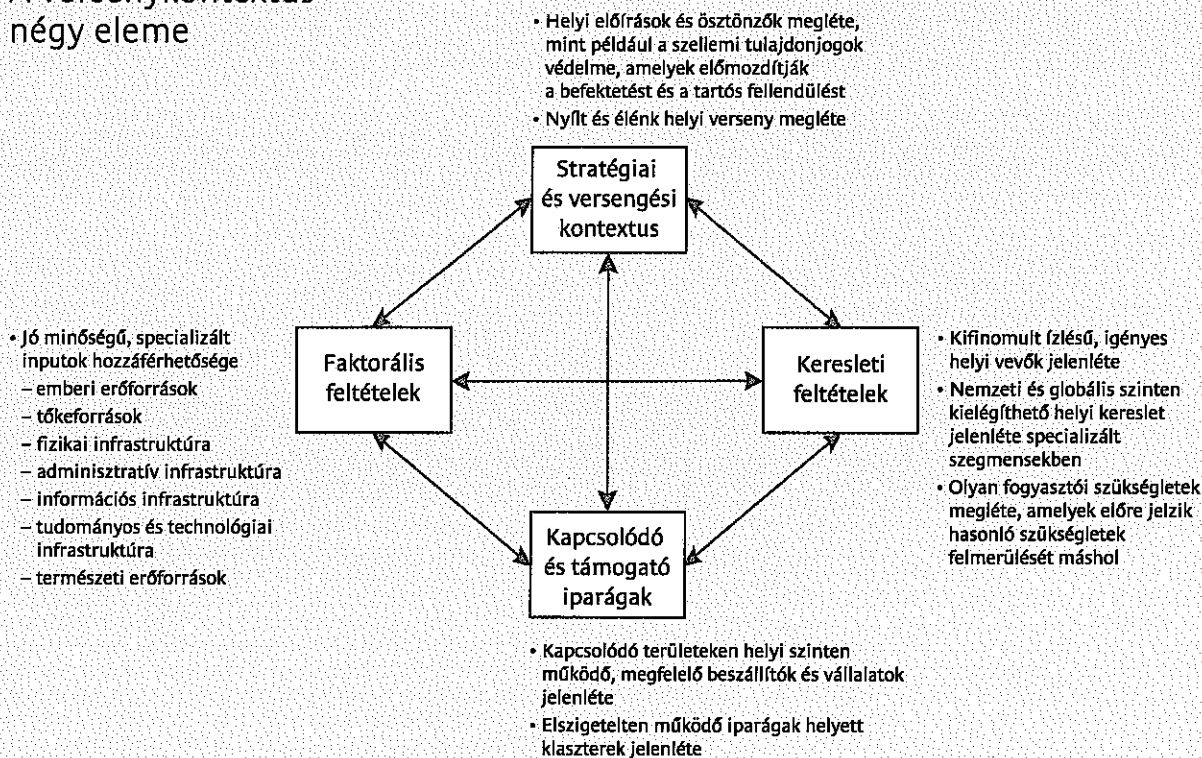 A versenykontextus
négy eleme
• Helyi előírások és ösztönzők megléte,
mint például a szellemi tulajdonjogok
védelme, amelyek előmozdítják
a befektetést és a tartós fellendülést
• Nyílt és élénk helyi verseny megléte
Stratégiai
és versengési
kontextus
• Jó minőségű, specializált
inputok hozzáférhetősége
– emberi erőforrások
– tőkeforrások
– fizikai infrastruktúra
– adminisztratív infrastruktúra
– információs infrastruktúra
– tudományos és technológiai
infrastruktúra
– természeti erőforrások
Faktorális
feltételek
Keresleti
feltételek
• Kifinomult ízlésű, igényes
helyi vevők jelenléte
• Nemzeti és globális szinten
kielégíthető helyi kereslet
jelenléte specializált
szegmensekben
• Olyan fogyasztói szükségletek
megléte, amelyek előre jelzik
hasonló szükségletek
felmerülését máshol
Kapcsolódó
és támogató
iparágak
• Kapcsolódó területeken helyi szinten
működő, megfelelő beszállítók és vállalatok
jelenléte
• Elszigetelten működő iparágak helyett
klaszterek jelenléte